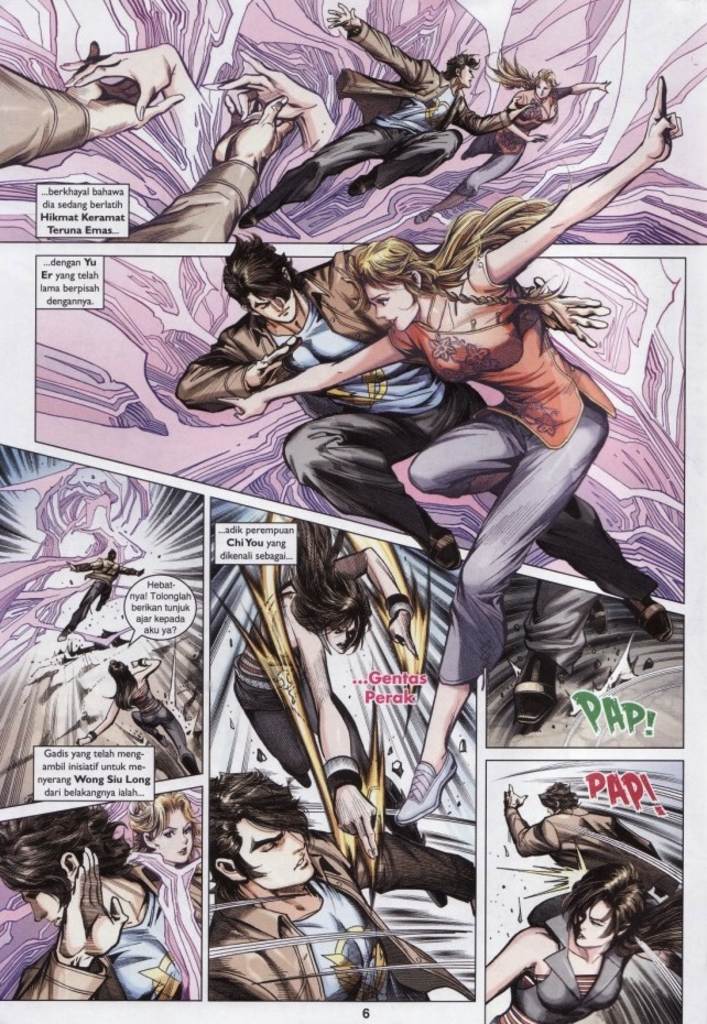 ...berkhayal bahawa
dia sedang berlatih
Hikmat Keramat
Teruna Emas...
...dengan Yu
Er yang telah
lama berpisah
dengannya.
Hebat-
nya! Tolonglah
berikan tunjuk
ajar kepada
aku ya?
Gadis yang telah meng-
ambil inisiatif untuk me-
nyerang Wong Siu Long
dari belakangnya ialah...
...adik perempuan
Chi You yang
dikenali sebagai...
...Gentas
Perak
PAP!
PAP!
6